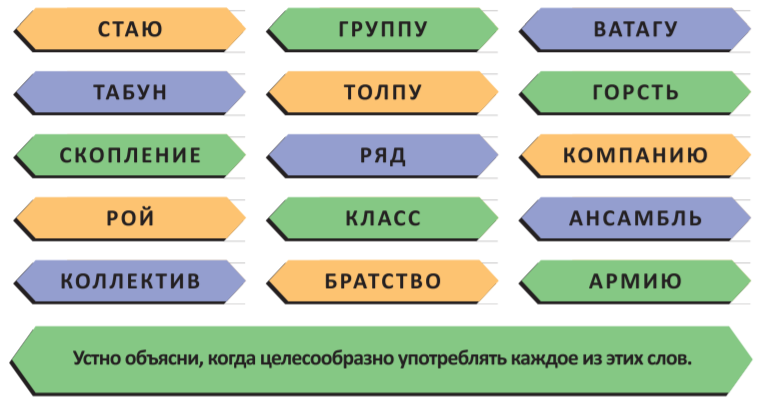 СТАЮ
ГРУППУ
ВАТАГУ
ТАБУН
ТОЛПУ
ГОРСТЬ
СКОПЛЕНИЕ
РЯД
КОМПАНИЮ
РОЙ
КЛАСС
АНСАМБЛЬ
КОЛЛЕКТИВ
БРАТСТВО
АРМИЮ
Устно объясни, когда целесообразно употреблять каждое из этих слов.